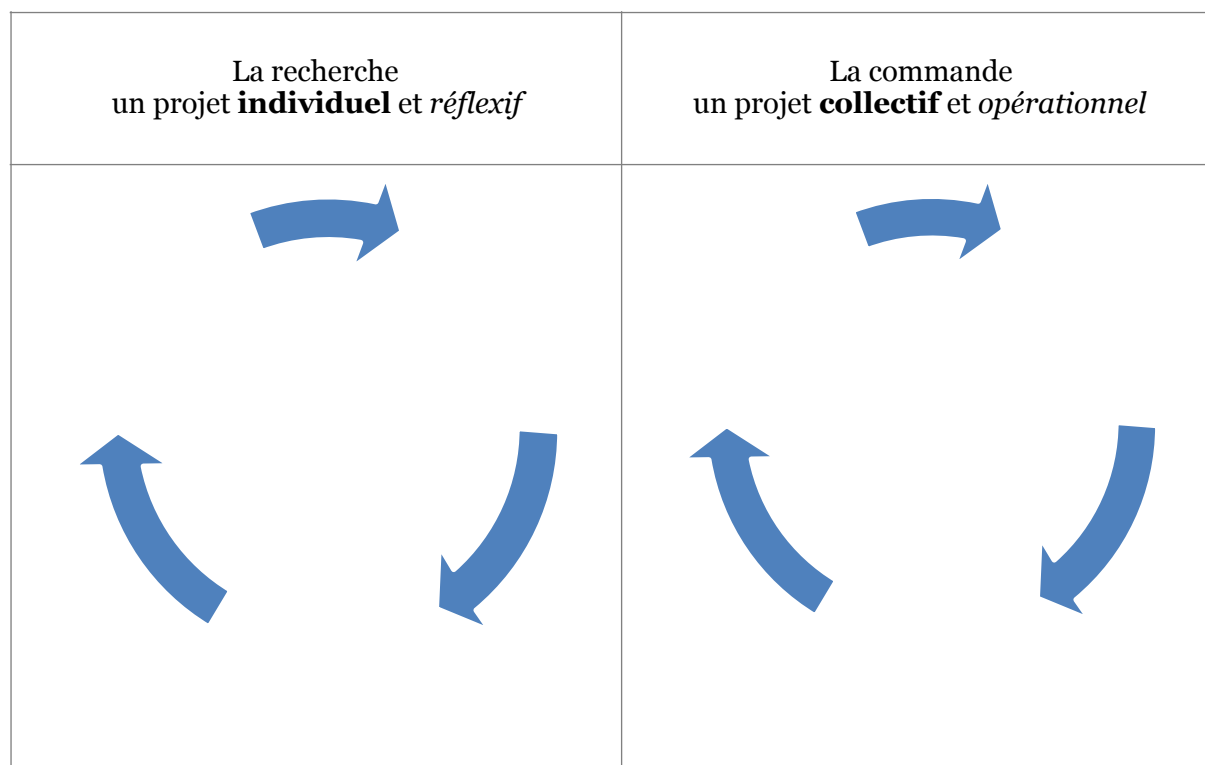 La recherche
un projet individuel et réflexif
La commande
un projet collectif et opérationnel